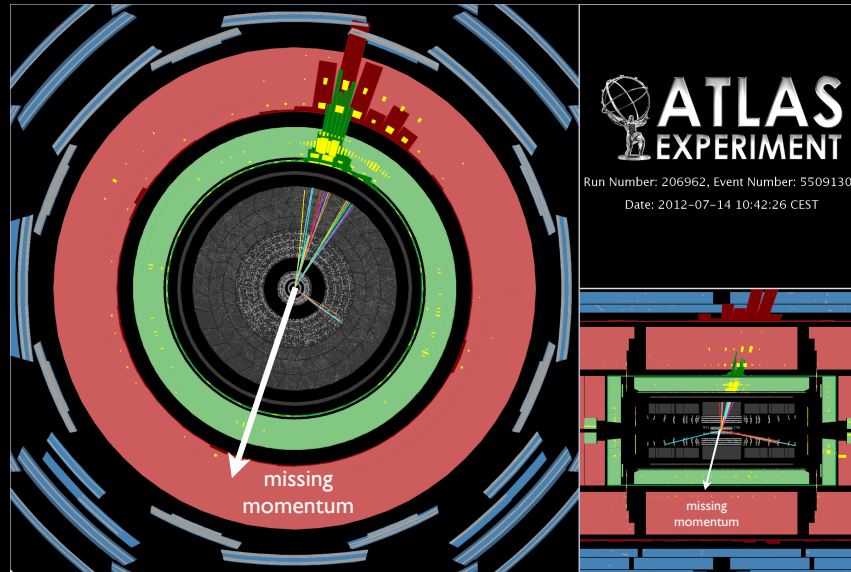 ATLAS
EXPERIMENT
Run Number: 206962, Event Number: 5509130
Date: 2012-07-14 10:42:26 CEST
missing
momentum
missing
momentum